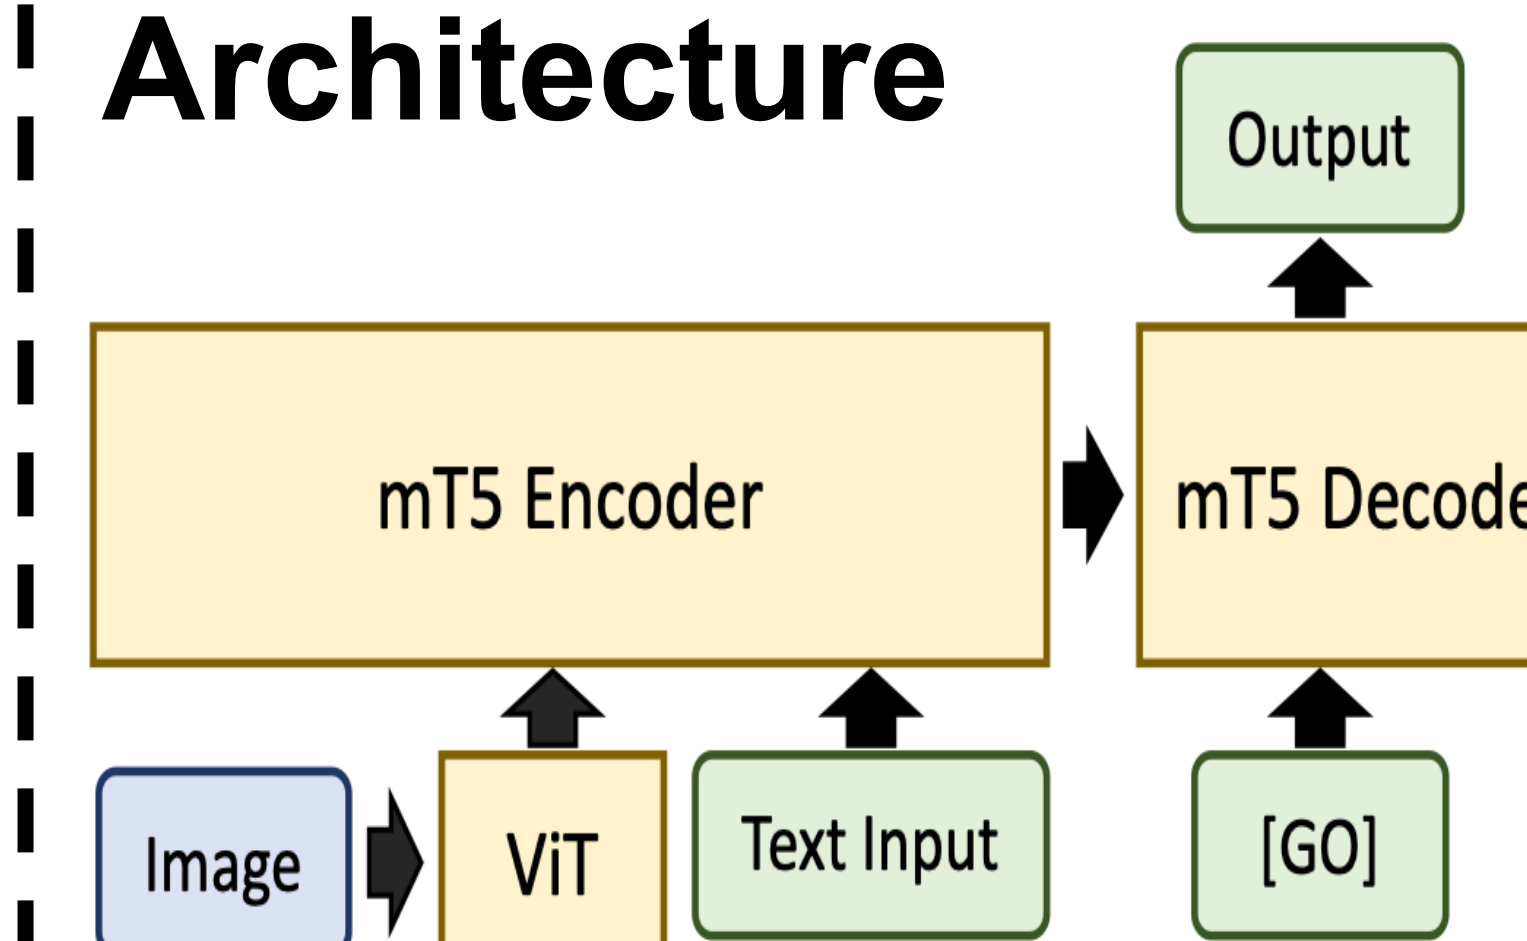 Architecture
Output
mT5 Encoder
mT5 Decode
Image
ViT
Text Input
[GO]